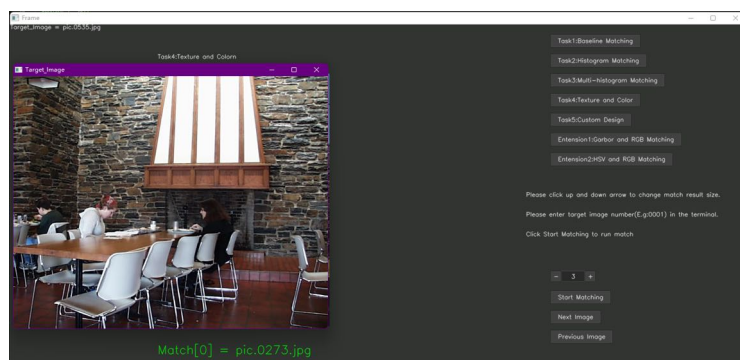 Frame
Target_Image = pic.0535.jpg
Task4:Texture and Colorn
Target_Image
Match[0] = pic.0273.jpg
Task1:Baseline Matching
Task2:Histogram Matching
Task3:Multi-histogram Matching
Task4:Texture and Color
Task5:Custom Design
Entension1:Garbor and RGB Matching
Entension2:HSV and RGB Matching
Please click up and down arrow to change match result size.
Please enter target image number(E.g:0001) in the terminal.
Click Start Matching to run match
- 3 +
Start Matching
Next Image
Previous Image